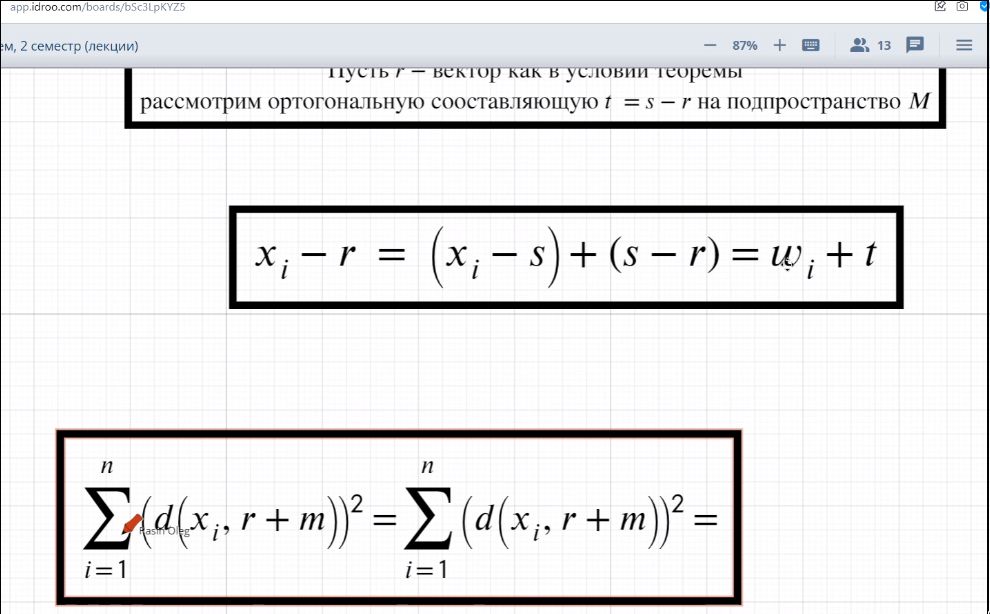 app.idroo.com/boards/bSc3LpKYZ5
ем, 2 семестр (лекции)
87%
13
Пусть r − вектор как в условии теоремы
рассмотрим ортогональную сооставляющую t = s − r на подпространство M
x_i − r = (x_i − s) + (s − r) = w_i + t
\sum_{i=1}^{n} (d(x_i, r + m))^2 = \sum_{i=1}^{n} (d(x_i, r + m))^2 =
Rasin Oleg